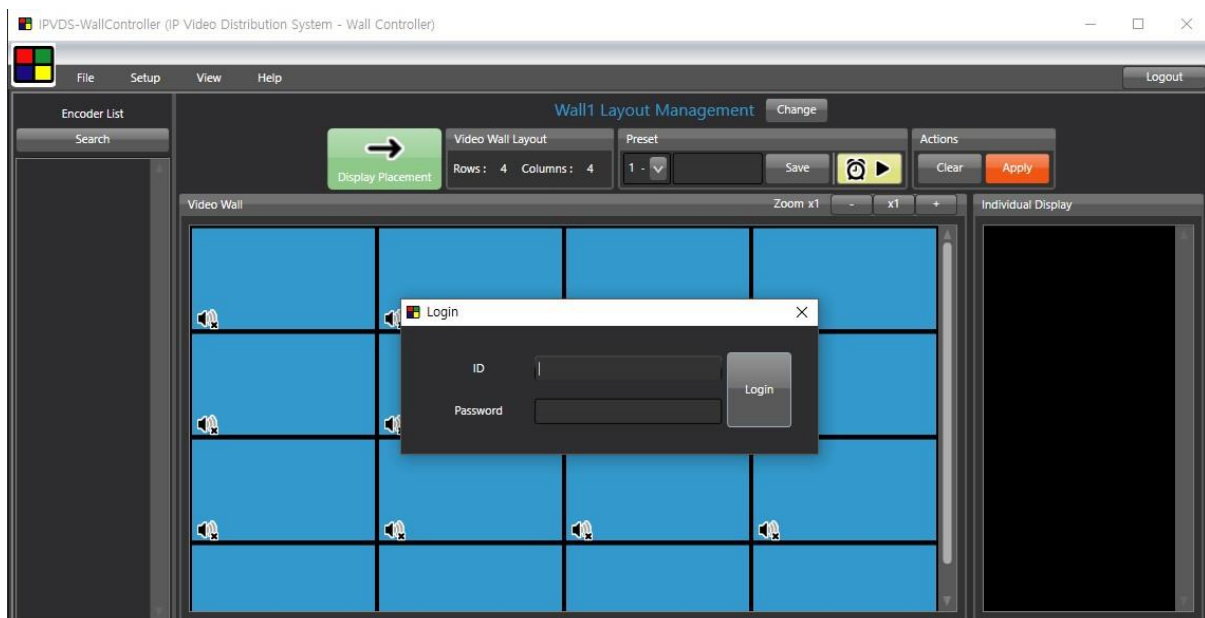 IPVDS-WallController (IP Video Distribution System - Wall Controller)
File Setup View Help Logout
Encoder List
Search
Wall1 Layout Management Change
Display Placement
Video Wall Layout
Rows : 4 Columns : 4
Preset
1 - Save
Actions
Clear Apply
Video Wall Zoom x1 - x1 +
Individual Display
Login
ID
Password
Login